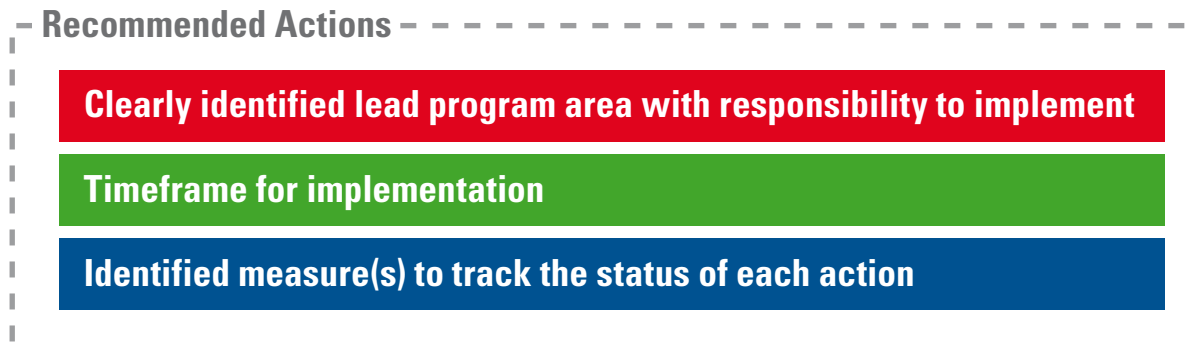 Recommended Actions
Clearly identified lead program area with responsibility to implement
Timeframe for implementation
Identified measure(s) to track the status of each action